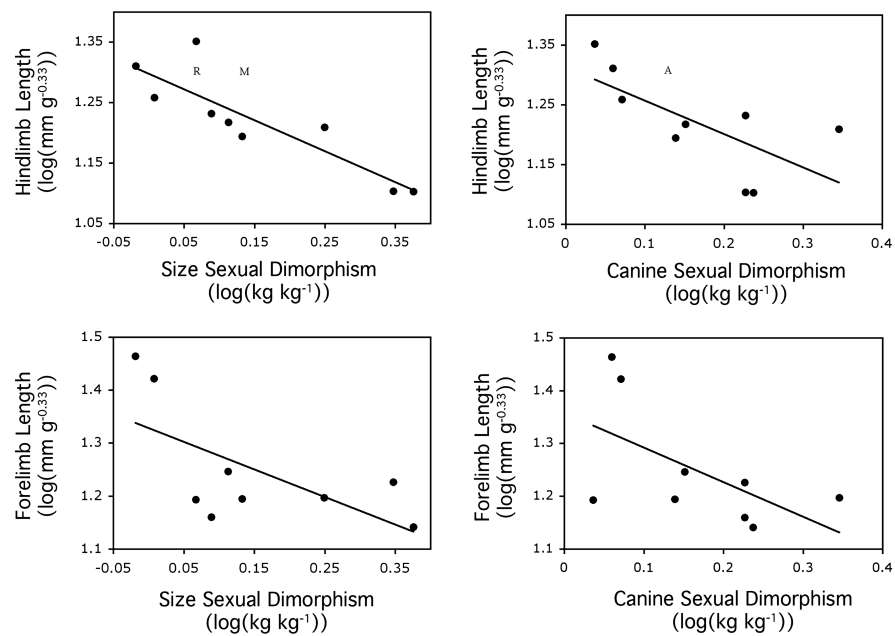 Hindlimb Length
(log(mm g-0.33))
1.35
1.25
1.15
1.05
R M
-0.05 0.05 0.15 0.25 0.35
Size Sexual Dimorphism
(log(kg kg-1))
Hindlimb Length
(log(mm g-0.33))
1.35
1.25
1.15
1.05
A
0 0.1 0.2 0.3 0.4
Canine Sexual Dimorphism
(log(kg kg-1))
Forelimb Length
(log(mm g-0.33))
1.5
1.4
1.3
1.2
1.1
-0.05 0.05 0.15 0.25 0.35
Size Sexual Dimorphism
(log(kg kg-1))
Forelimb Length
(log(mm g-0.33))
1.5
1.4
1.3
1.2
1.1
0 0.1 0.2 0.3 0.4
Canine Sexual Dimorphism
(log(kg kg-1))